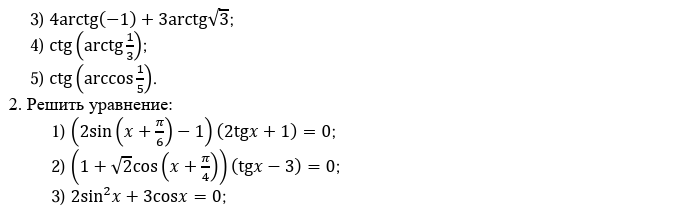 3) 4arctg(−1) + 3arctg√3;
4) ctg(arctg 1/3);
5) ctg(arccos 1/5).
2. Решить уравнение:
1) (2sin(x + π/6) − 1)(2tgx + 1) = 0;
2) (1 + √2cos(x + π/4))(tgx − 3) = 0;
3) 2sin²x + 3cosx = 0;